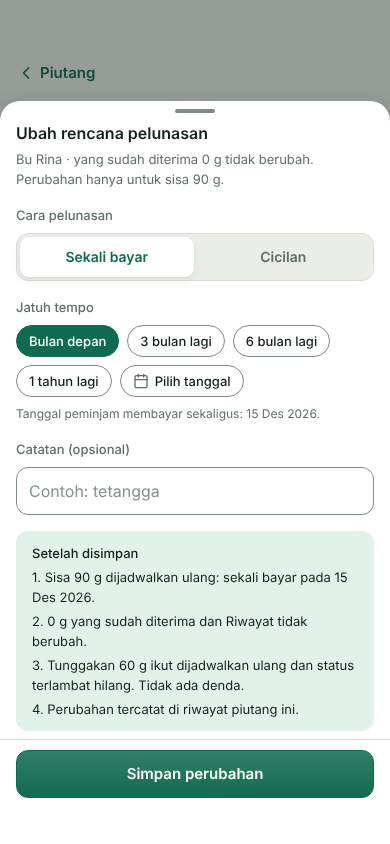 Piutang
Ubah rencana pelunasan
Bu Rina · yang sudah diterima 0 g tidak berubah.
Perubahan hanya untuk sisa 90 g.
Cara pelunasan
Sekali bayar
Cicilan
Jatuh tempo
Bulan depan
3 bulan lagi
6 bulan lagi
1 tahun lagi
Pilih tanggal
Tanggal peminjam membayar sekaligus: 15 Des 2026.
Catatan (opsional)
Contoh: tetangga
Setelah disimpan
1. Sisa 90 g dijadwalkan ulang: sekali bayar pada 15
Des 2026.
2. 0 g yang sudah diterima dan Riwayat tidak
berubah.
3. Tunggakan 60 g ikut dijadwalkan ulang dan status
terlambat hilang. Tidak ada denda.
4. Perubahan tercatat di riwayat piutang ini.
Simpan perubahan